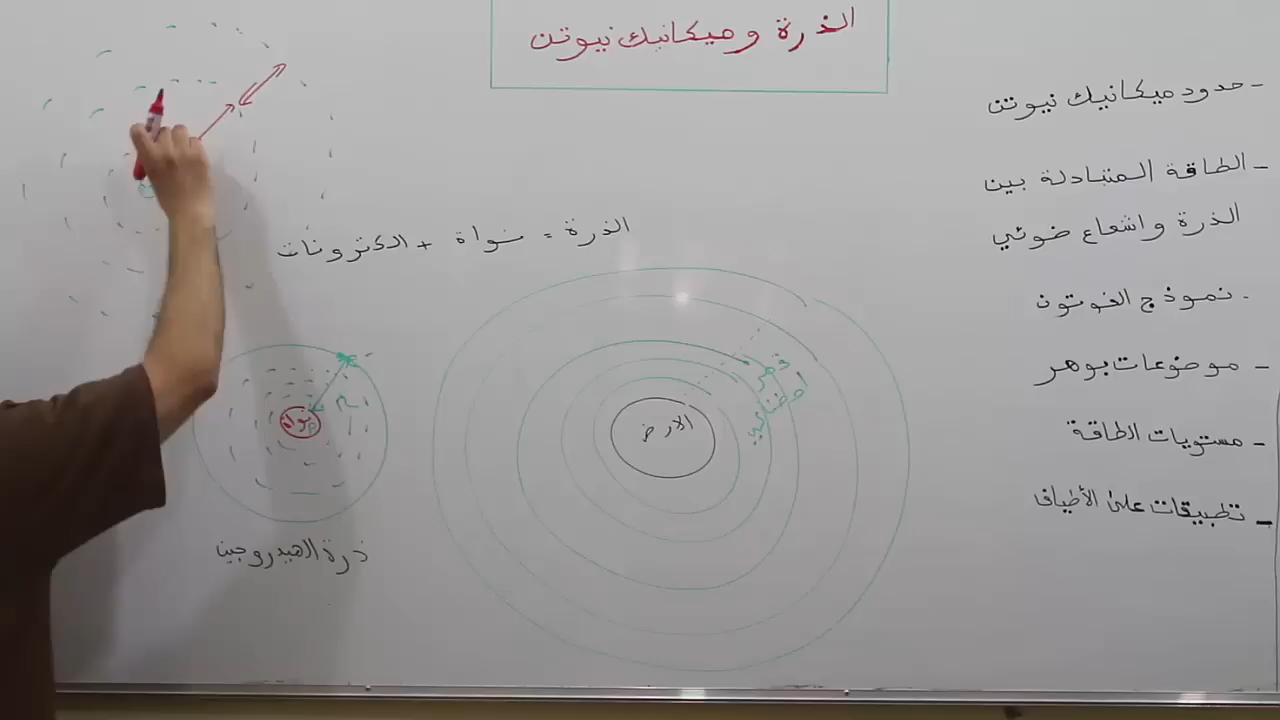 الذرة وميكانيك نيوتن
- حدود ميكانيك نيوتن
- الطاقة المتبادلة بين
الذرة واشعاع ضوئي
- نموذج الفوتون
- موضوعات بوهر
- مستويات الطاقة
- تطبيقات على الأطياف
الذرة = نواة + الكترونات
قمر
اصطناعي
الارض
نواة
P
ذرة الهيدروجين